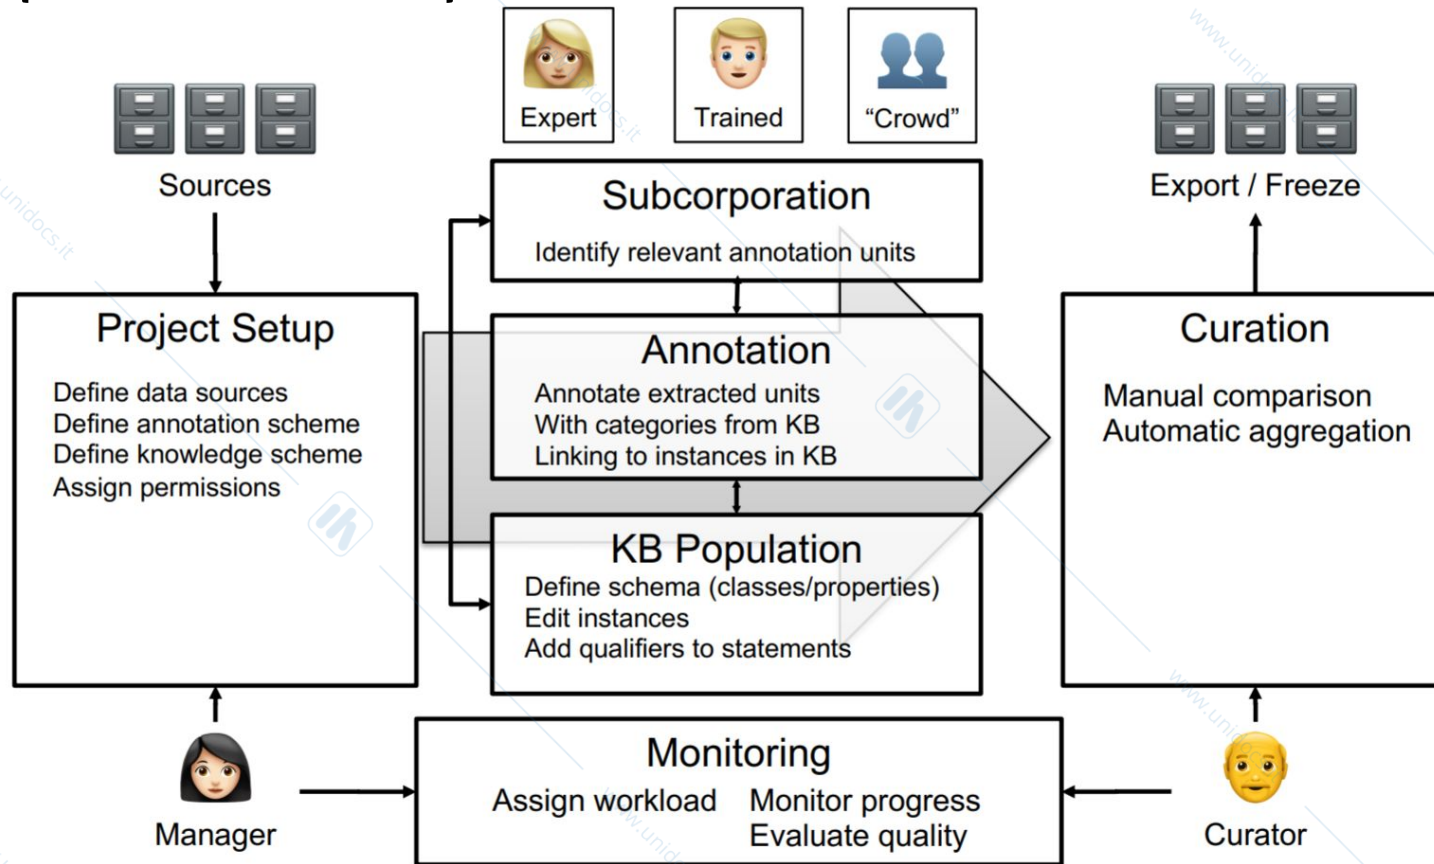 Expert
Trained
“Crowd”
Sources
Export / Freeze
Subcorporation
Identify relevant annotation units
Project Setup
Define data sources
Define annotation scheme
Define knowledge scheme
Assign permissions
Annotation
Annotate extracted units
With categories from KB
Linking to instances in KB
KB Population
Define schema (classes/properties)
Edit instances
Add qualifiers to statements
Curation
Manual comparison
Automatic aggregation
Monitoring
Assign workload
Monitor progress
Evaluate quality
Manager
Curator